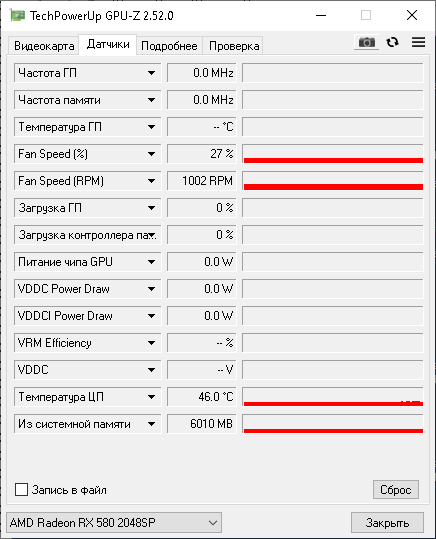 TechPowerUp GPU-Z 2.52.0
Видеокарта Датчики Подробнее Проверка
Частота ГП 0.0 MHz
Частота памяти 0.0 MHz
Температура ГП -- °C
Fan Speed (%) 27 %
Fan Speed (RPM) 1002 RPM
Загрузка ГП 0 %
Загрузка контроллера па... 0 %
Питание чипа GPU 0.0 W
VDDC Power Draw 0.0 W
VDDCI Power Draw 0.0 W
VRM Efficiency -- %
VDDC -- V
Температура ЦП 46.0 °C
Из системной памяти 6010 MB
Запись в файл Сброс
AMD Radeon RX 580 2048SP Закрыть